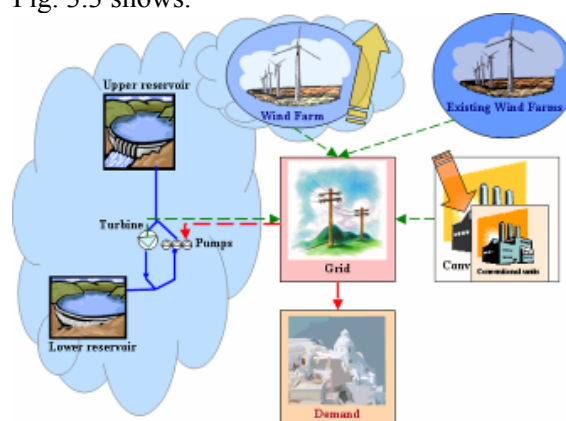 Fig. 5.5 shows.
Upper reservoir
Wind Farm
Existing Wind Farms
Turbine
Pumps
Grid
Conv
Conventional units
Lower reservoir
Demand